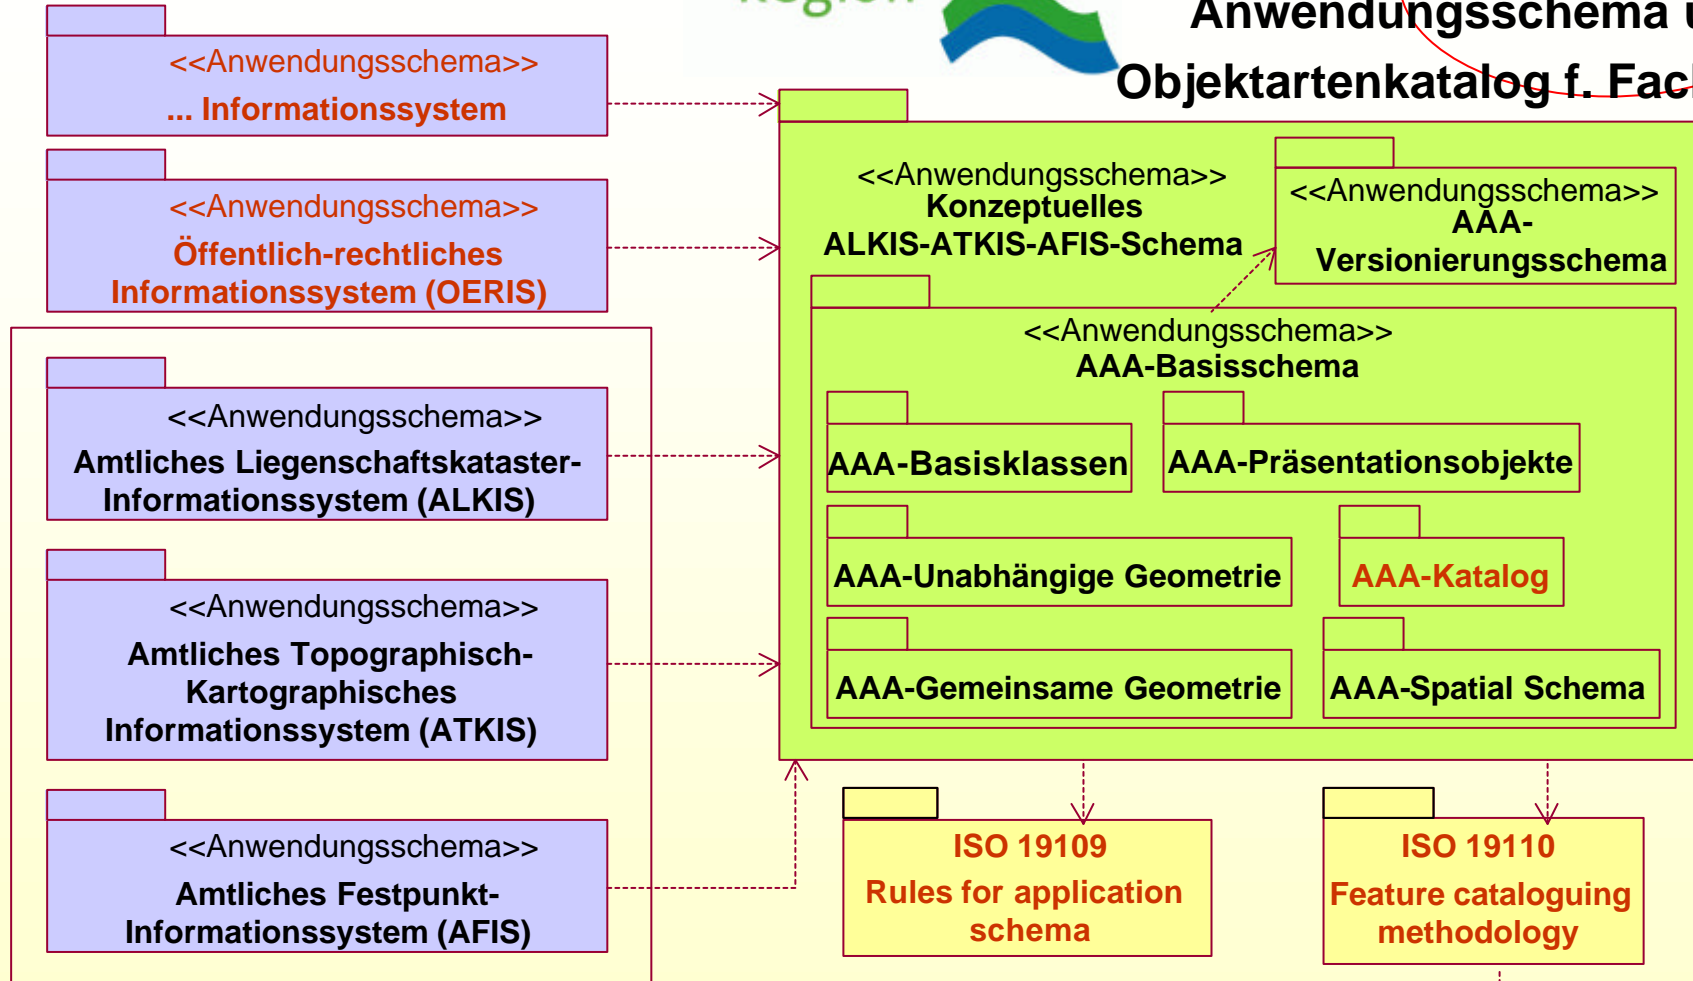 Region
Anwendungsschema
Objektartenkatalog f.
<<Anwendungsschema>>
... Informationssystem
<<Anwendungsschema>>
Öffentlich-rechtliches
Informationssystem (OERIS)
<<Anwendungsschema>>
Amtliches Liegenschaftskataster-
Informationssystem (ALKIS)
<<Anwendungsschema>>
Amtliches Topographisch-
Kartographisches
Informationssystem (ATKIS)
<<Anwendungsschema>>
Amtliches Festpunkt-
Informationssystem (AFIS)
<<Anwendungsschema>>
Konzeptuelles
ALKIS-ATKIS-AFIS-Schema
<<Anwendungsschema>>
AAA-
Versionierungsschema
<<Anwendungsschema>>
AAA-Basisschema
AAA-Basisklassen
AAA-Präsentationsobjekte
AAA-Unabhängige Geometrie
AAA-Katalog
AAA-Gemeinsame Geometrie
AAA-Spatial Schema
ISO 19109
Rules for application
schema
ISO 19110
Feature cataloguing
methodology